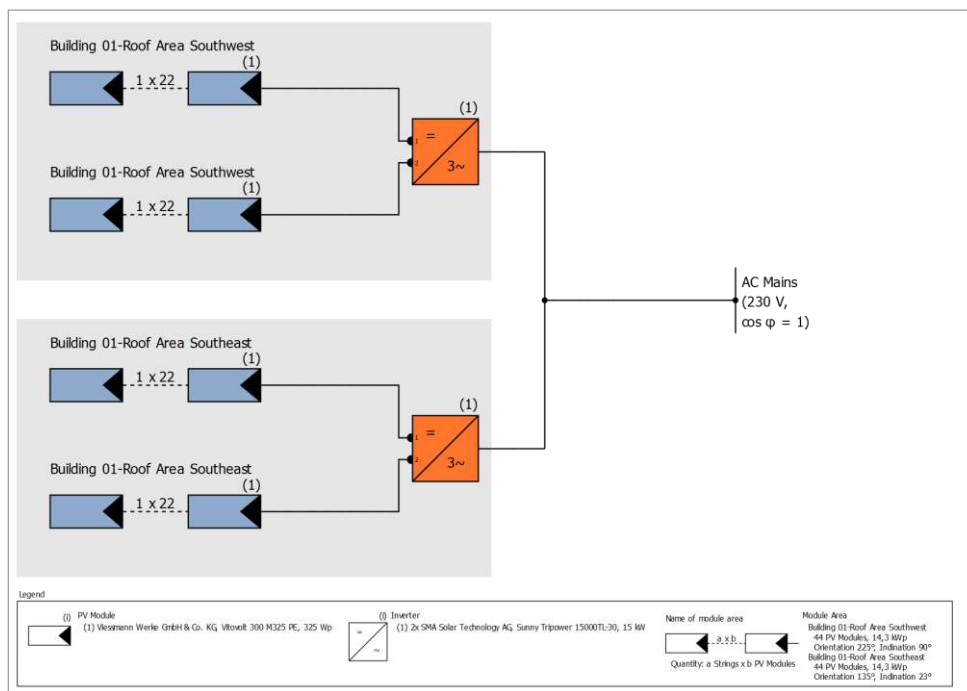 Building 01-Roof Area Southwest
(1)
1 x 22
(1)
1
=
2
3~
Building 01-Roof Area Southwest
(1)
1 x 22
AC Mains
(230 V,
cos φ = 1)
Building 01-Roof Area Southeast
(1)
1 x 22
(1)
1
=
2
3~
Building 01-Roof Area Southeast
(1)
1 x 22
Legend
(i) PV Module
(1) Viessmann Werke GmbH & Co. KG, Vitovolt 300 M325 PE, 325 Wp
(i) Inverter
=
~
(1) 2x SMA Solar Technology AG, Sunny Tripower 15000TL-30, 15 kW
Name of module area
a x b
Quantity: a Strings x b PV Modules
Module Area
Building 01-Roof Area Southwest
44 PV Modules, 14,3 kWp
Orientation 225°, Inclination 90°
Building 01-Roof Area Southeast
44 PV Modules, 14,3 kWp
Orientation 135°, Inclination 23°